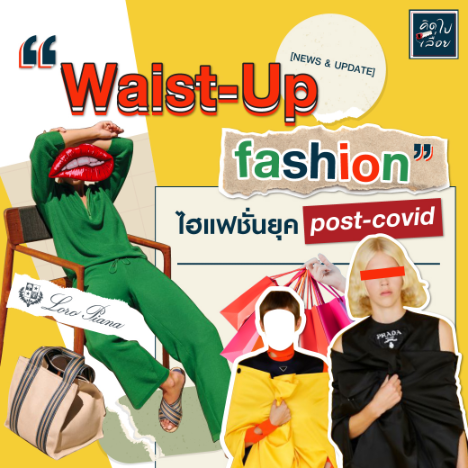 คิดไป
เลื่อย
[NEWS & UPDATE]
“Waist-Up
fashion”
ไฮแฟชั่นยุค post-covid
Loro Piana
PRADA